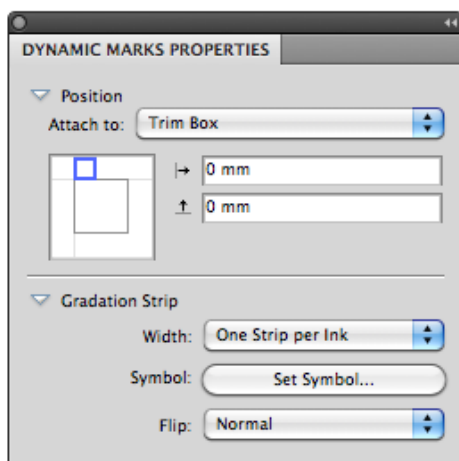 DYNAMIC MARKS PROPERTIES
Position
Attach to: Trim Box
0 mm
0 mm
Gradation Strip
Width: One Strip per Ink
Symbol: Set Symbol...
Flip: Normal